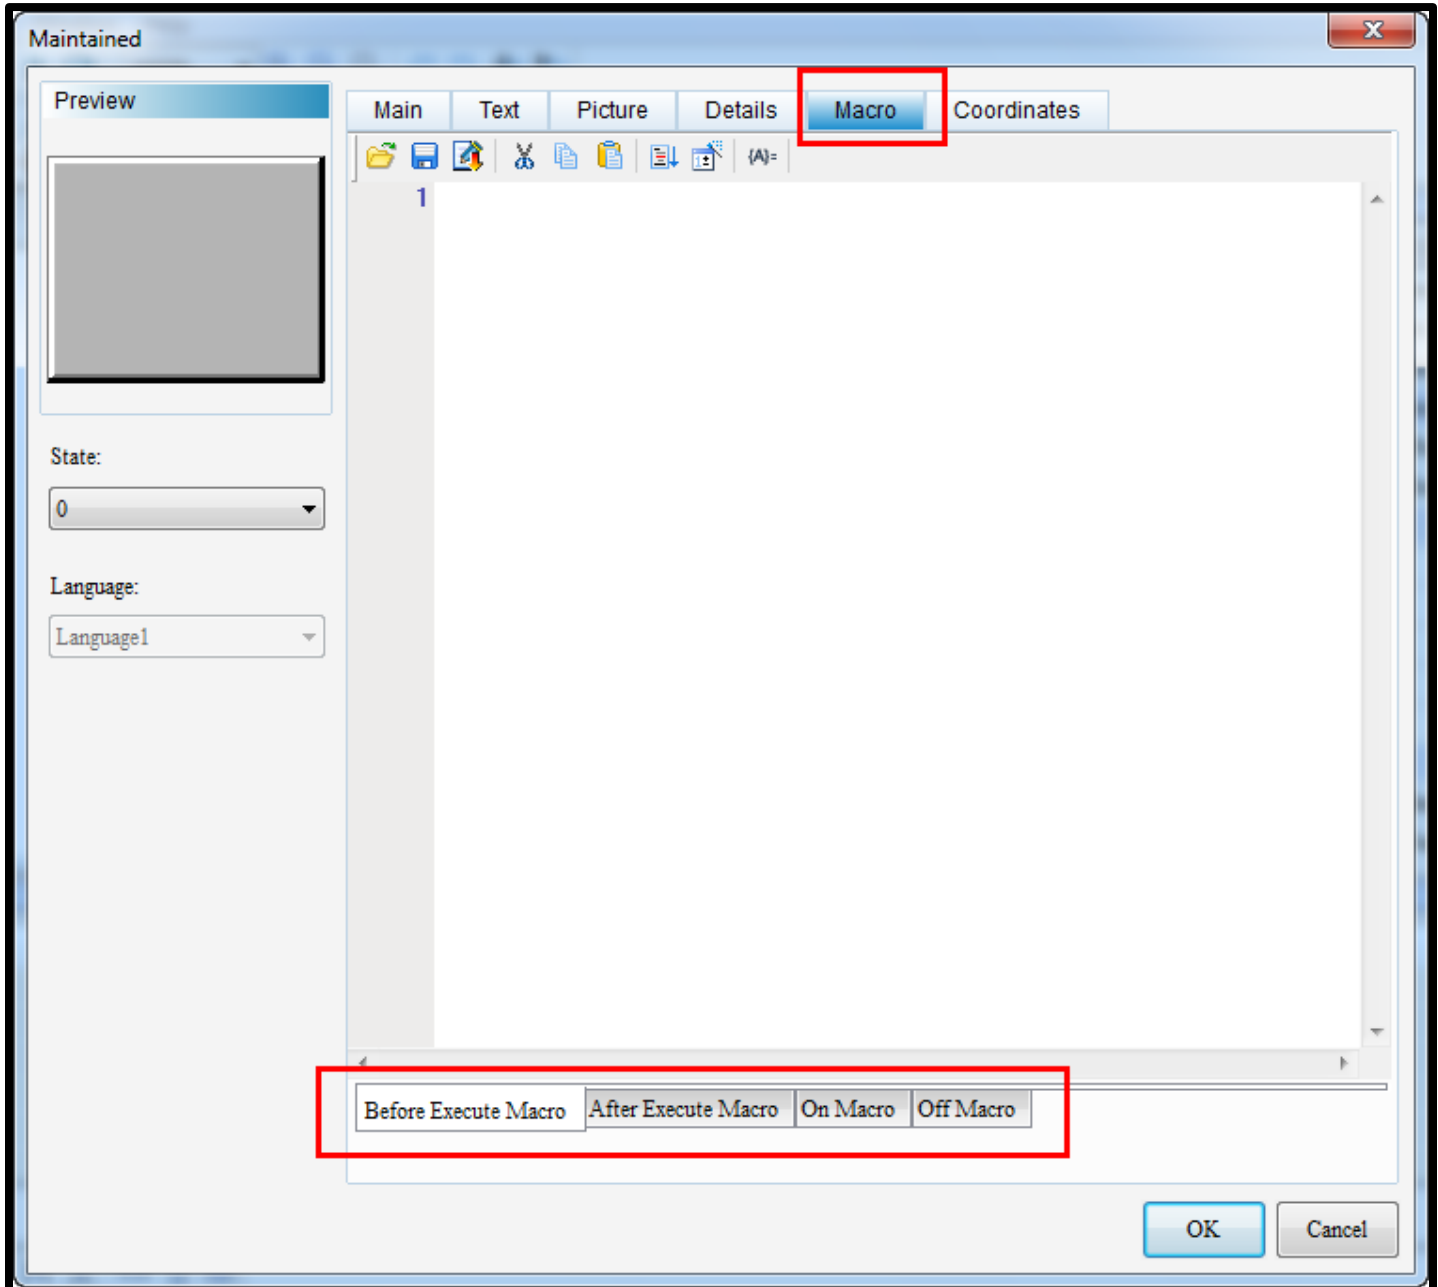 Maintained
Preview
Main Text Picture Details Macro Coordinates
{A}=
1
State:
0
Language:
Language1
Before Execute Macro After Execute Macro On Macro Off Macro
OK Cancel